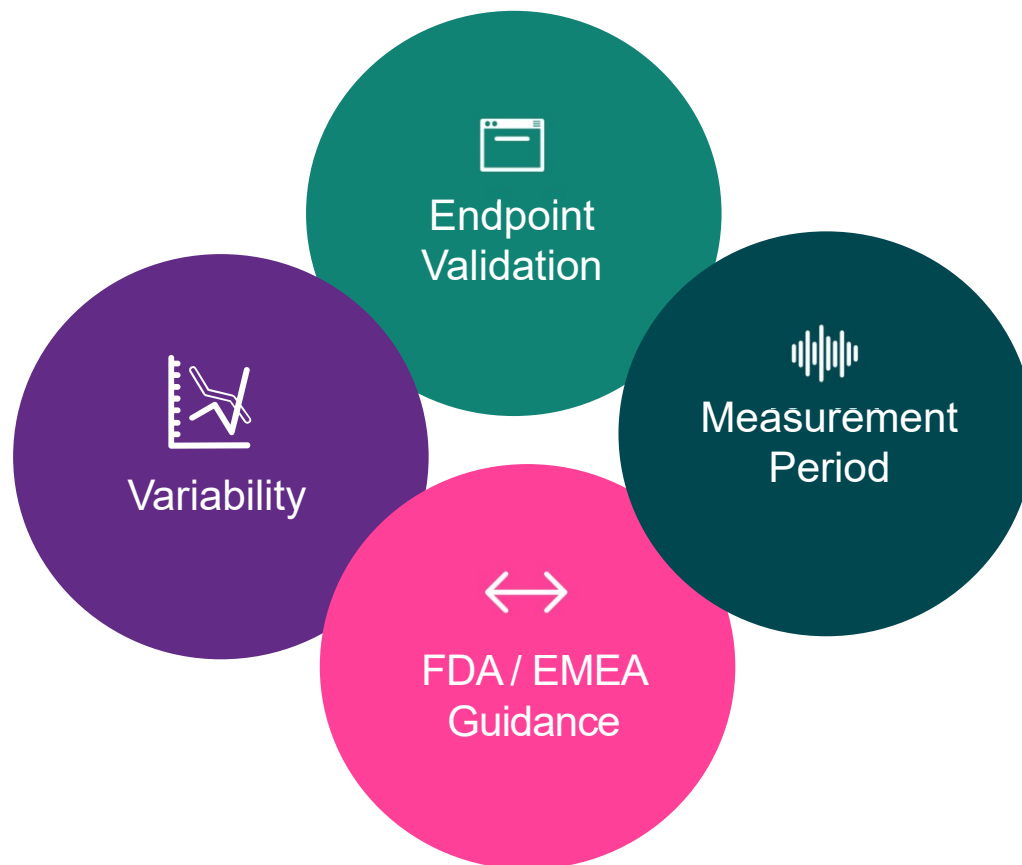 Endpoint
Validation
Measurement
Period
Variability
FDA / EMEA
Guidance